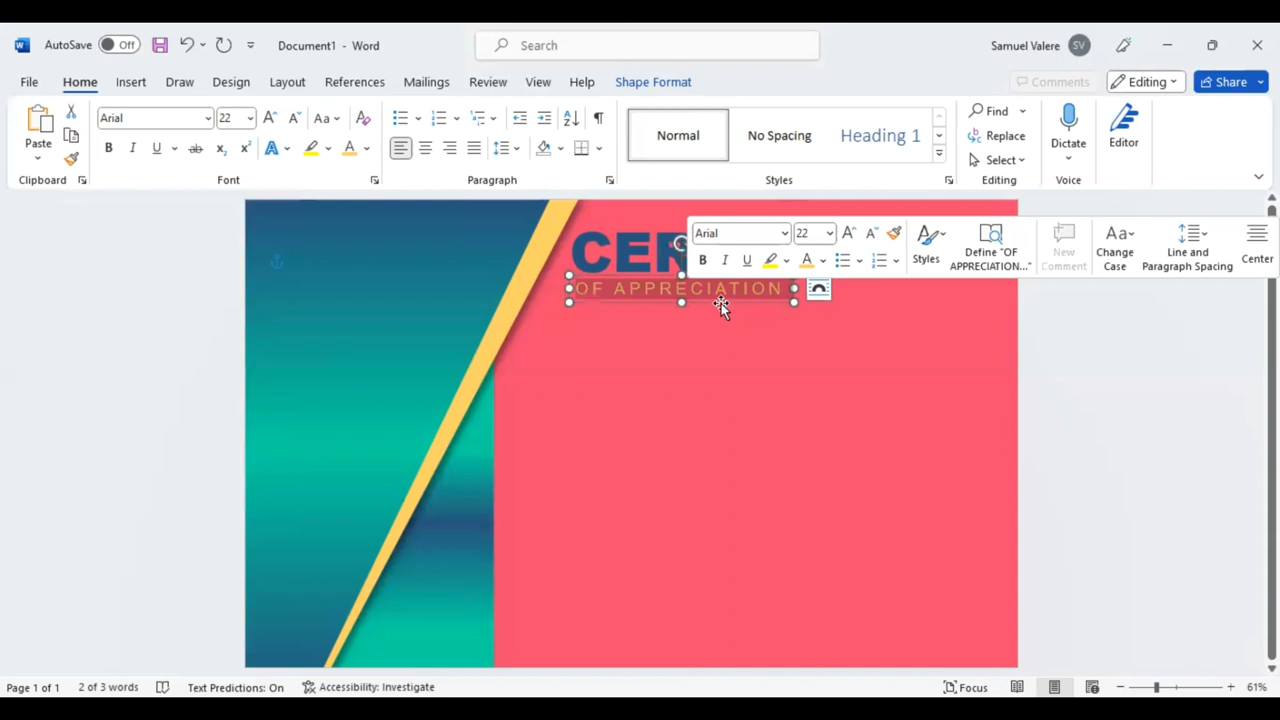 AutoSave Off Document1 - Word Search Samuel Valere SV
File Home Insert Draw Design Layout References Mailings Review View Help Shape Format Comments Editing Share
Paste Arial 22 Aa Normal No Spacing Heading 1 Find Replace Select Dictate Editor
Clipboard Font Paragraph Styles Editing Voice
Arial 22 Styles Define "OF APPRECIATION..." New Comment Aa Change Case Line and Paragraph Spacing Center
CER
OF APPRECIATION
Page 1 of 1 2 of 3 words Text Predictions: On Accessibility: Investigate Focus 61%